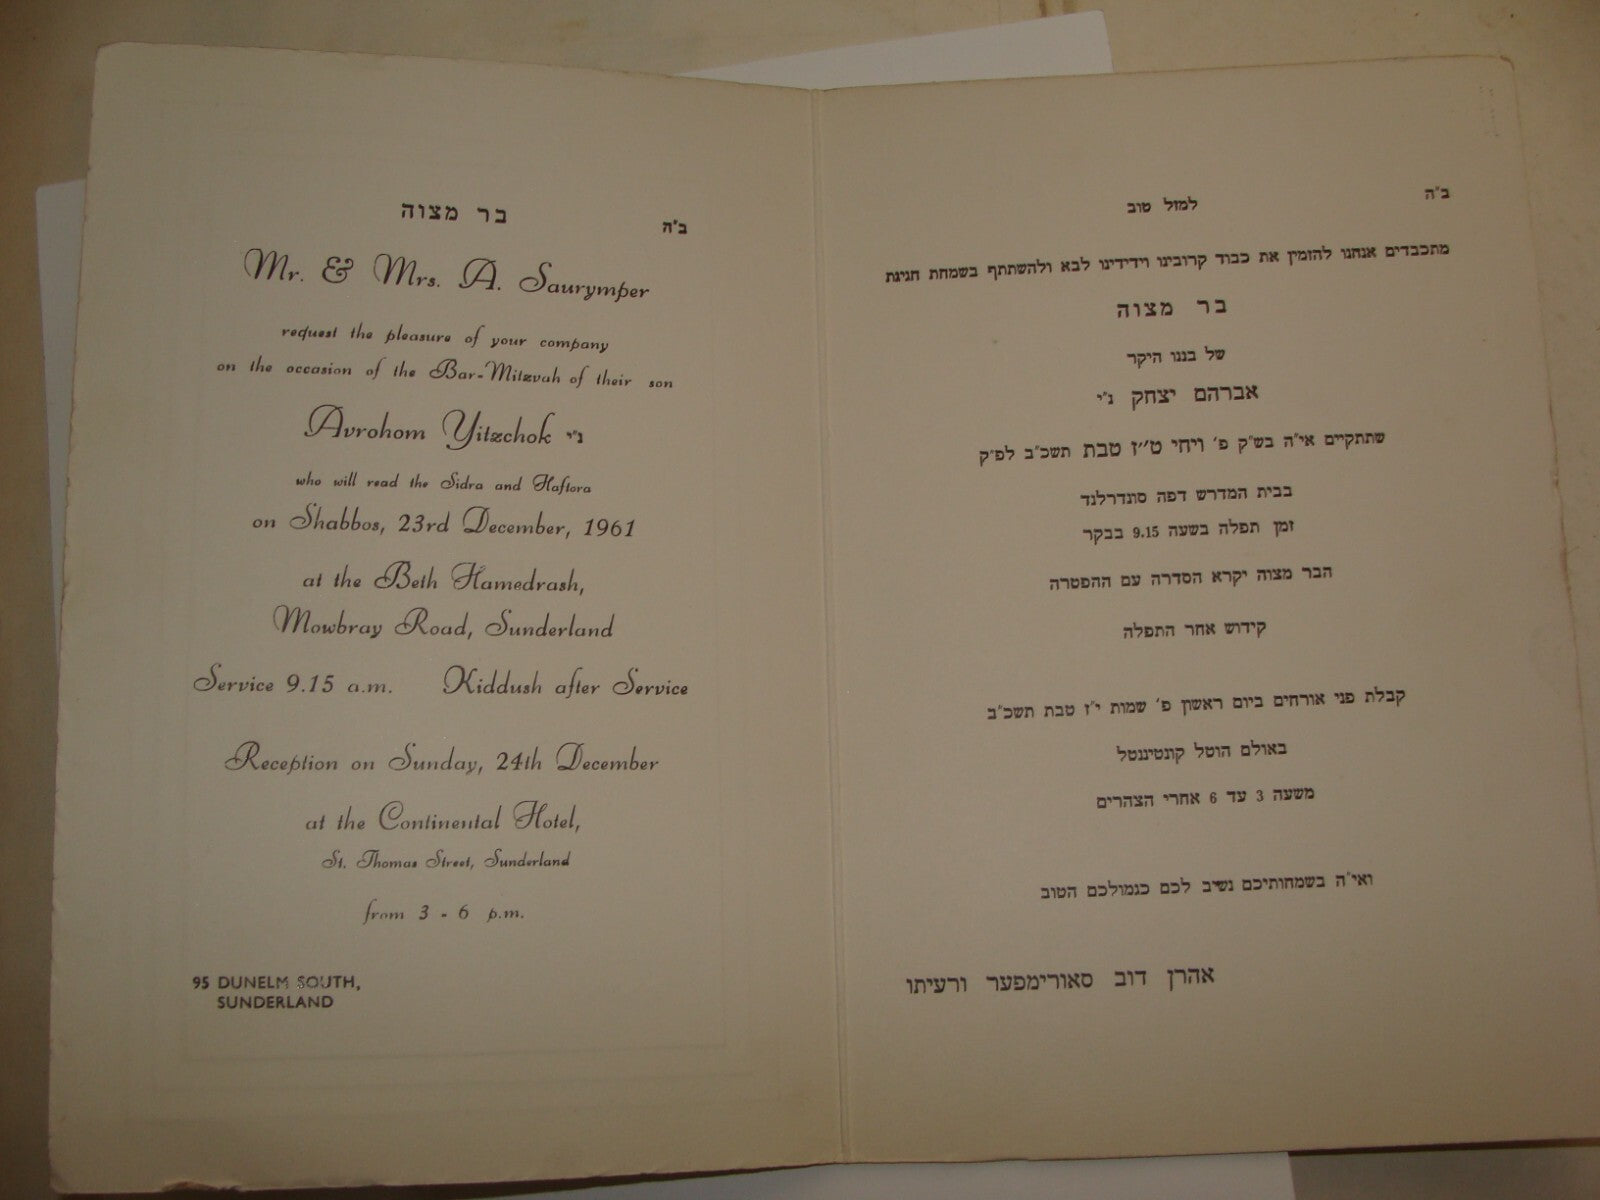 בר מצוה
ב"ה
Mr. & Mrs. A. Saurymper
request the pleasure of your company
on the occasion of the Bar-Mitzvah of their son
Avrohom Yitzchok נ"י
who will read the Sidra and Haftora
on Shabbos, 23rd December, 1961
at the Beth Hamedrash,
Mowbray Road, Sunderland
Service 9.15 a.m. Kiddush after Service
Reception on Sunday, 24th December
at the Continental Hotel,
St. Thomas Street, Sunderland
from 3 - 6 p.m.
95 DUNELM SOUTH,
SUNDERLAND
ב"ה
למזל טוב
מתכבדים אנחנו להזמין את כבוד קרובינו וידידינו לבא ולהשתתף בשמחת חגיגת
בר מצוה
של בננו היקר
אברהם יצחק נ"י
שתתקיים אי"ה בש"ק פ' ויחי ט"ז טבת תשכ"ב לפ"ק
בבית המדרש דפה סונדרלנד
זמן תפלה בשעה 9.15 בבקר
הבר מצוה יקרא הסדרה עם ההפטרה
קידוש אחר התפלה
קבלת פני אורחים ביום ראשון פ' שמות י"ז טבת תשכ"ב
באולם הוטל קונטיננטל
משעה 3 עד 6 אחרי הצהרים
ואי"ה בשמחותיכם נשיב לכם כגמולכם הטוב
אהרן דוב סאורימפער ורעיתו